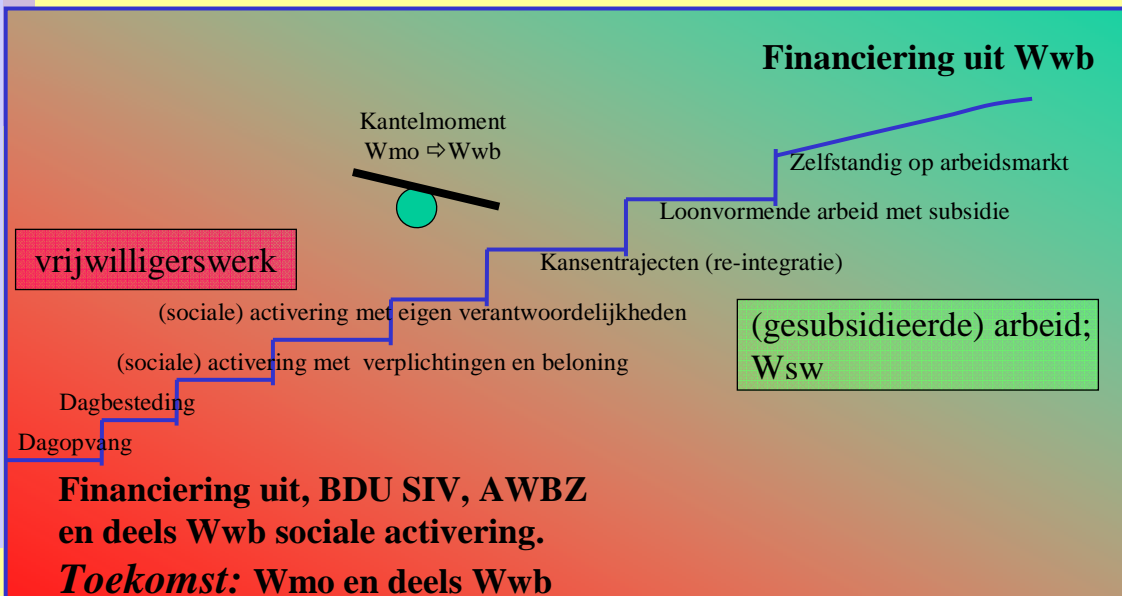 Financiering uit Wwb
Kantelmoment
Wmo ⇨Wwb
Zelfstandig op arbeidsmarkt
Loonvormende arbeid met subsidie
vrijwilligerswerk
Kansentrajecten (re-integratie)
(sociale) activering met eigen verantwoordelijkheden
(gesubsidieerde) arbeid;
Wsw
(sociale) activering met verplichtingen en beloning
Dagbesteding
Dagopvang
Financiering uit, BDU SIV, AWBZ
en deels Wwb sociale activering.
Toekomst: Wmo en deels Wwb